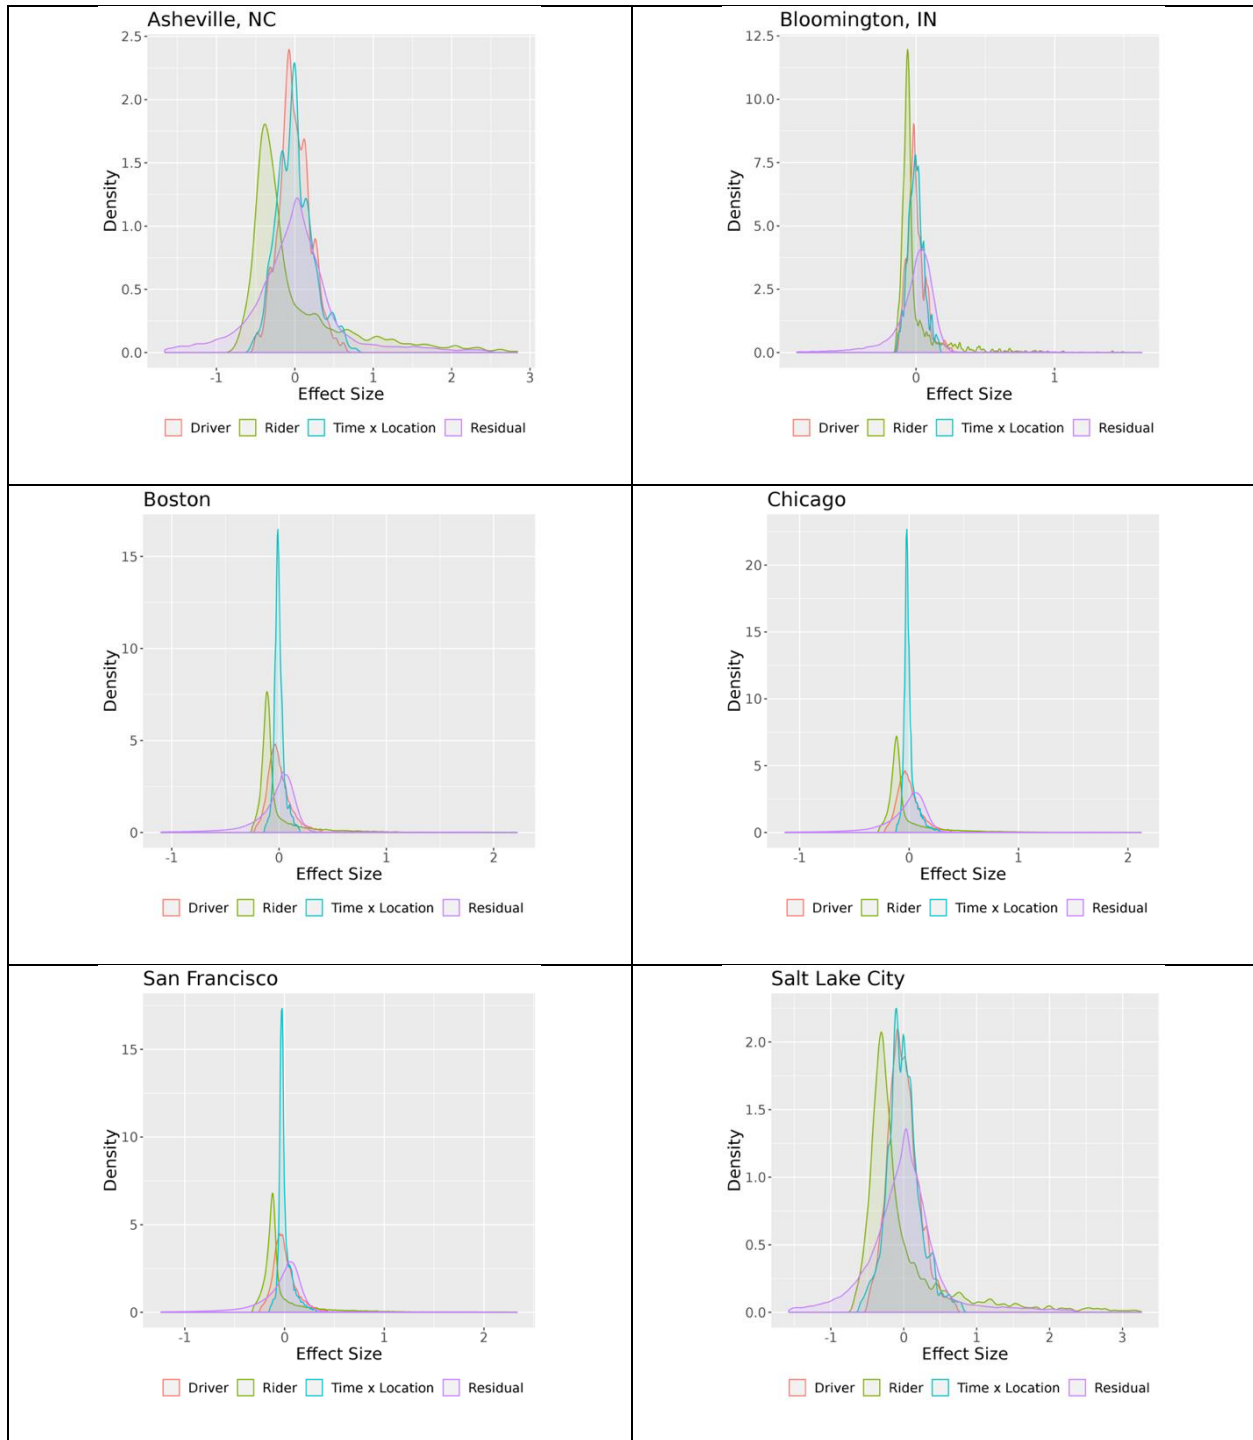 Asheville, NC
2.5
2.0
1.5
1.0
0.5
0.0
Density
-1 0 1 2 3
Effect Size
Driver Rider Time x Location Residual
Bloomington, IN
12.5
10.0
7.5
5.0
2.5
0.0
Density
0 1
Effect Size
Driver Rider Time x Location Residual
Boston
15
10
5
0
Density
-1 0 1 2
Effect Size
Driver Rider Time x Location Residual
Chicago
20
15
10
5
0
Density
-1 0 1 2
Effect Size
Driver Rider Time x Location Residual
San Francisco
15
10
5
0
Density
-1 0 1 2
Effect Size
Driver Rider Time x Location Residual
Salt Lake City
2.0
1.5
1.0
0.5
0.0
Density
-1 0 1 2 3
Effect Size
Driver Rider Time x Location Residual